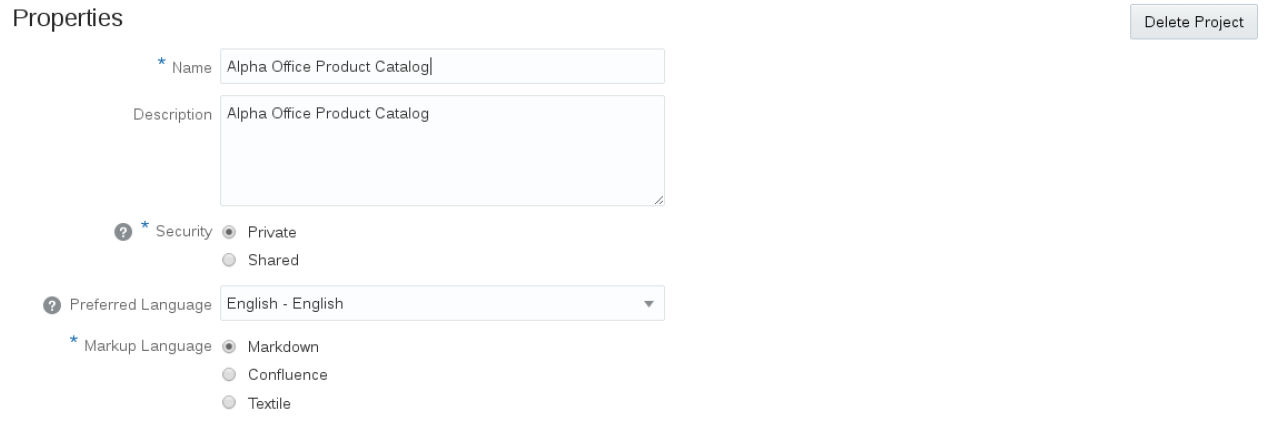 Properties
Delete Project
* Name Alpha Office Product Catalog
Description Alpha Office Product Catalog
? * Security Private
Shared
? Preferred Language English - English
* Markup Language Markdown
Confluence
Textile